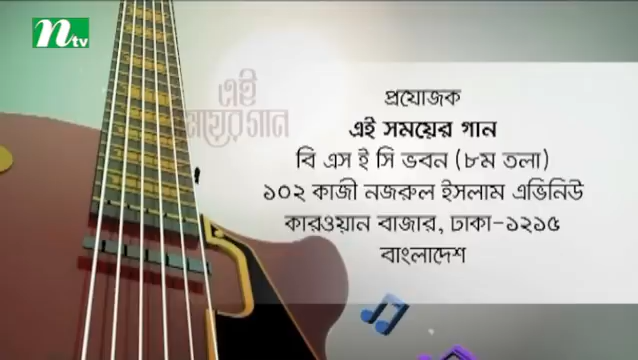 ntv
এই
সময়ের গান
প্রযোজক
এই সময়ের গান
বি এস ই সি ভবন (৮ম তলা)
১০২ কাজী নজরুল ইসলাম এভিনিউ
কারওয়ান বাজার, ঢাকা-১২১৫
বাংলাদেশ